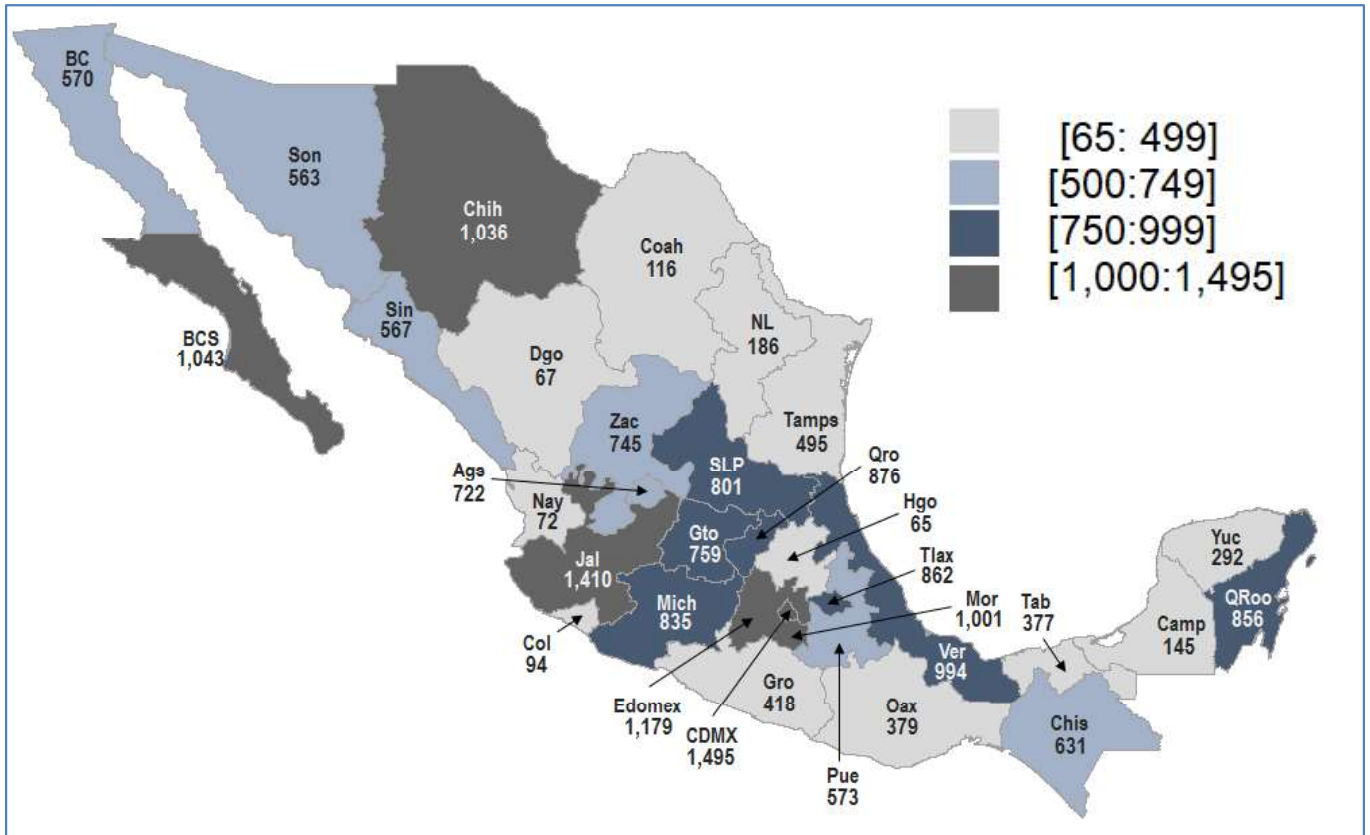 BC
570
Son
563
Chih
1,036
Coah
116
BCS
1,043
Sin
567
Dgo
67
NL
186
Zac
745
Tamps
495
Ags
722
SLP
801
Qro
876
Nay
72
Hgo
65
Gto
759
Jal
1,410
Tlax
862
Mich
835
Mor
1,001
Tab
377
Yuc
292
QRoo
856
Camp
145
Col
94
Ver
994
Gro
418
Edomex
1,179
CDMX
1,495
Oax
379
Chis
631
Pue
573
[65: 499]
[500:749]
[750:999]
[1,000:1,495]